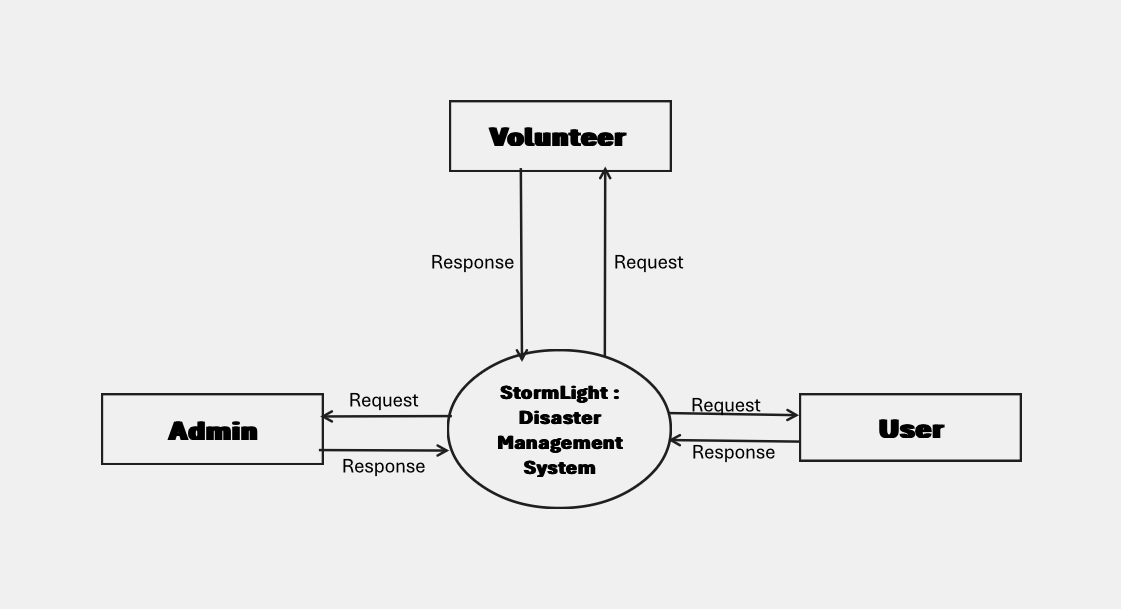 Volunteer
Response
Request
StormLight :
Disaster
Management
System
Request
Admin
Response
Request
User
Response